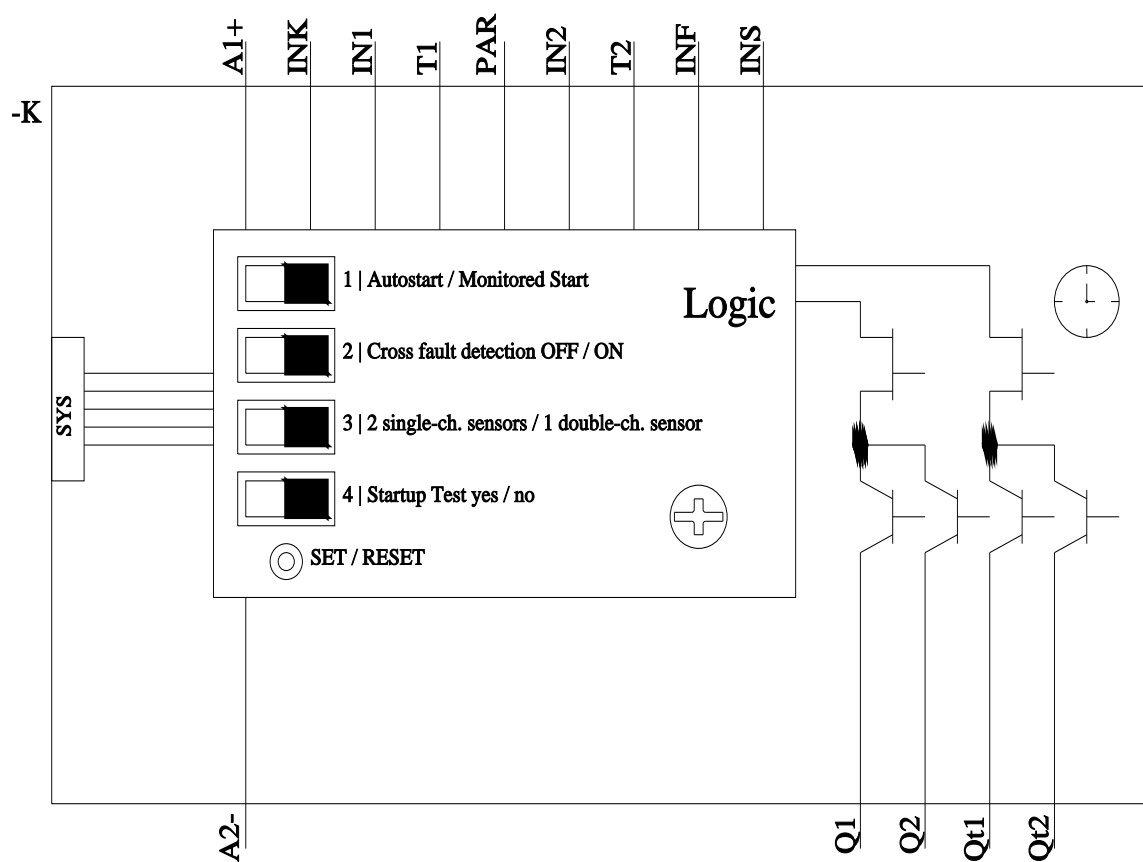 A1+
INK
IN1
T1
PAR
IN2
T2
INF
INS
-K
1 | Autostart / Monitored Start
Logic
2 | Cross fault detection OFF / ON
SYS
3 | 2 single-ch. sensors / 1 double-ch. sensor
4 | Startup Test yes / no
SET / RESET
A2-
Q1
Q2
Qt1
Qt2